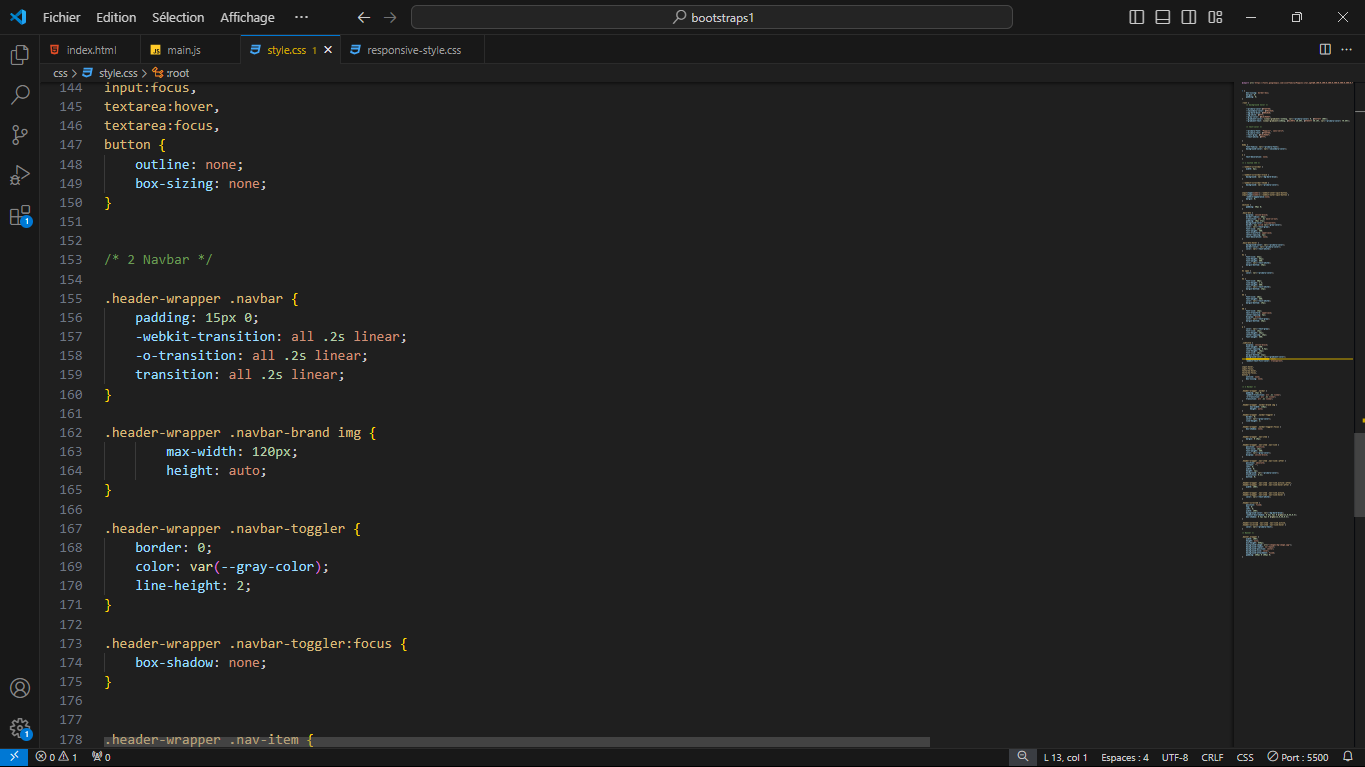 Fichier Edition Sélection Affichage ··· bootstraps1
index.html main.js style.css 1 responsive-style.css
css > style.css > :root
144 input:focus,
145 textarea:hover,
146 textarea:focus,
147 button {
148 outline: none;
149 box-sizing: none;
150 }
151
152
153 /* 2 Navbar */
154
155 .header-wrapper .navbar {
156 padding: 15px 0;
157 -webkit-transition: all .2s linear;
158 -o-transition: all .2s linear;
159 transition: all .2s linear;
160 }
161
162 .header-wrapper .navbar-brand img {
163 max-width: 120px;
164 height: auto;
165 }
166
167 .header-wrapper .navbar-toggler {
168 border: 0;
169 color: var(--gray-color);
170 line-height: 2;
171 }
172
173 .header-wrapper .navbar-toggler:focus {
174 box-shadow: none;
175 }
176
177
178 .header-wrapper .nav-item {
1
1
0 1 0 L 13, col 1 Espaces : 4 UTF-8 CRLF CSS Port : 5500